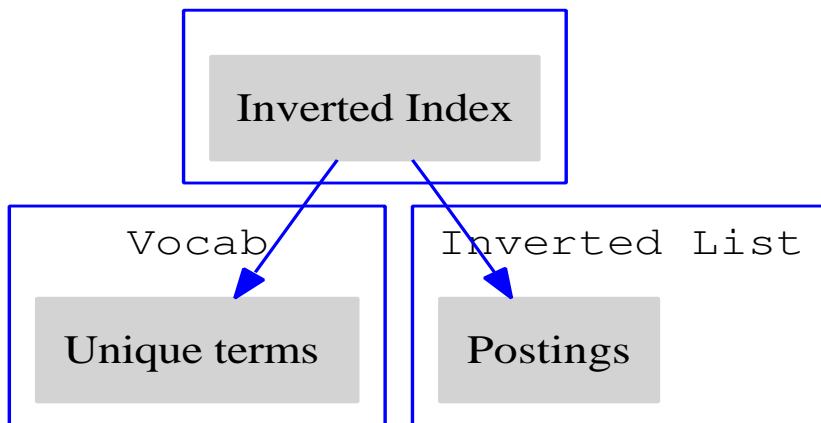 Inverted Index
Vocab
Inverted List
Unique terms
Postings